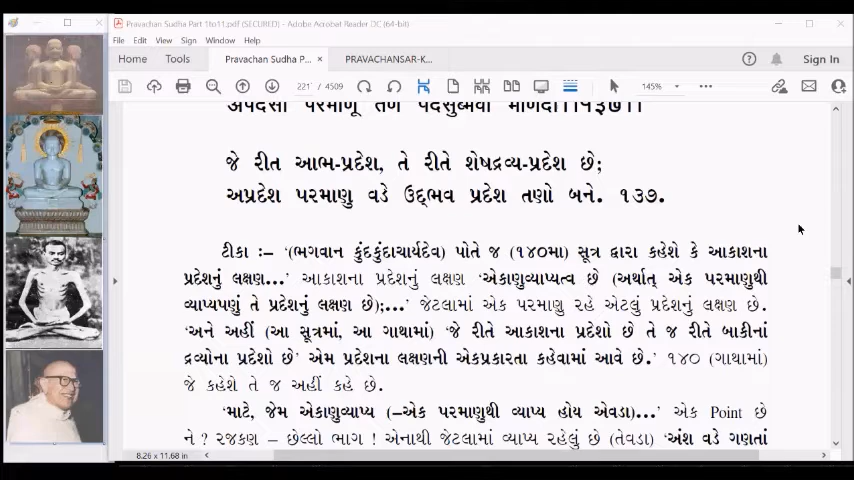 Pravachan Sudha Part 1to11.pdf (SECURED) - Adobe Acrobat Reader DC (64-bit)
File Edit View Sign Window Help
Home Tools Pravachan Sudha P... × PRAVACHANSAR-K... Sign In
221 / 4509 145%
જે રીત આભ-પ્રદેશ, તે રીતે શેષદ્રવ્ય-પ્રદેશ છે;
અપ્રદેશ પરમાણુ વડે ઉદ્ભવ પ્રદેશ તણો બને. ૧૩૭.
ટીકા :– ‘(ભગવાન કુંદકુંદાચાર્યદેવ) પોતે જ (૧૪૦મા) સૂત્ર દ્વારા કહેશે કે આકાશના
પ્રદેશનું લક્ષણ...’ આકાશના પ્રદેશનું લક્ષણ ‘એકાણુવ્યાપ્યત્વ છે (અર્થાત્ એક પરમાણુથી
વ્યાપ્યપણું તે પ્રદેશનું લક્ષણ છે);...’ જેટલામાં એક પરમાણુ રહે એટલું પ્રદેશનું લક્ષણ છે.
‘અને અહીં (આ સૂત્રમાં, આ ગાથામાં) ‘જે રીતે આકાશના પ્રદેશો છે તે જ રીતે બાકીનાં
દ્રવ્યોના પ્રદેશો છે’ એમ પ્રદેશના લક્ષણની એકપ્રકારતા કહેવામાં આવે છે.’ ૧૪૦ (ગાથામાં)
જે કહેશે તે જ અહીં કહે છે.
‘માટે, જેમ એકાણુવ્યાપ્ય (–એક પરમાણુથી વ્યાપ્ય હોય એવડા)...’ એક Point છે
ને ? રજકણ – છેલ્લો ભાગ ! એનાથી જેટલામાં વ્યાપ્ય રહેલું છે (તેવડા) ‘અંશ વડે ગણતાં
8.26 x 11.68 in